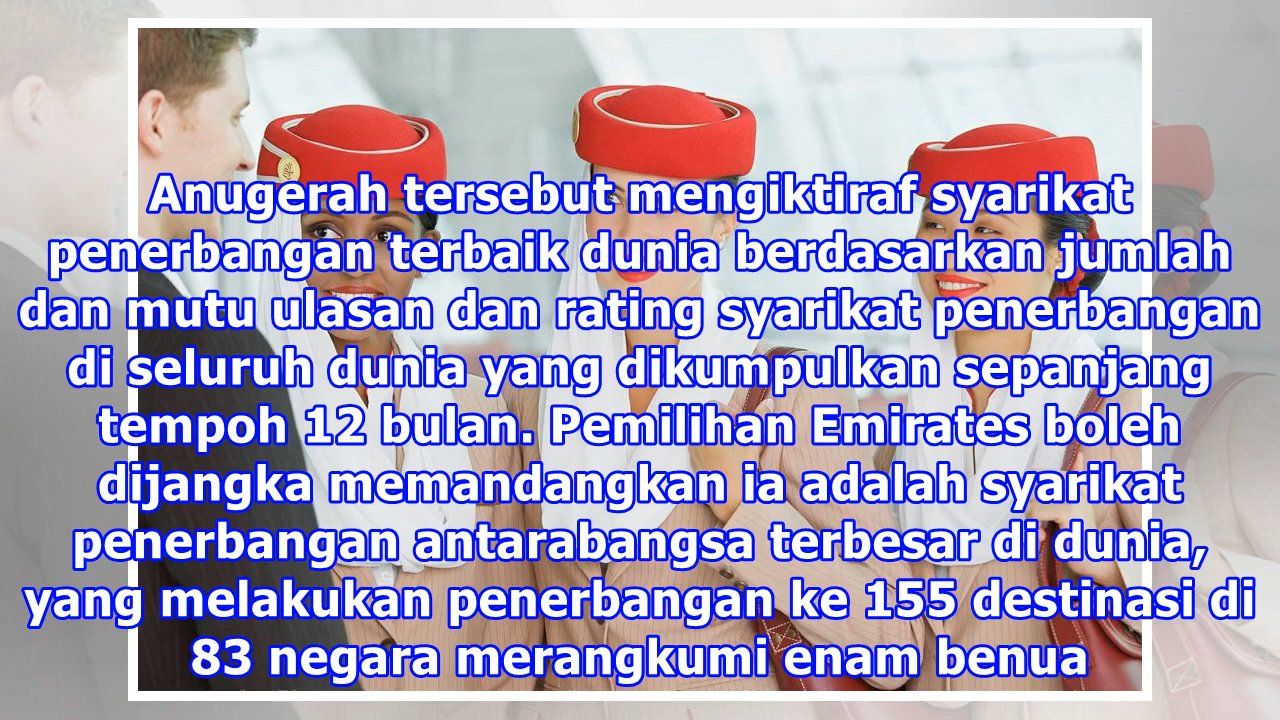 Anugerah tersebut mengiktiraf syarikat
penerbangan terbaik dunia berdasarkan jumlah
dan mutu ulasan dan rating syarikat penerbangan
di seluruh dunia yang dikumpulkan sepanjang
tempoh 12 bulan. Pemilihan Emirates boleh
dijangka memandangkan ia adalah syarikat
penerbangan antarabangsa terbesar di dunia,
yang melakukan penerbangan ke 155 destinasi di
83 negara merangkumi enam benua